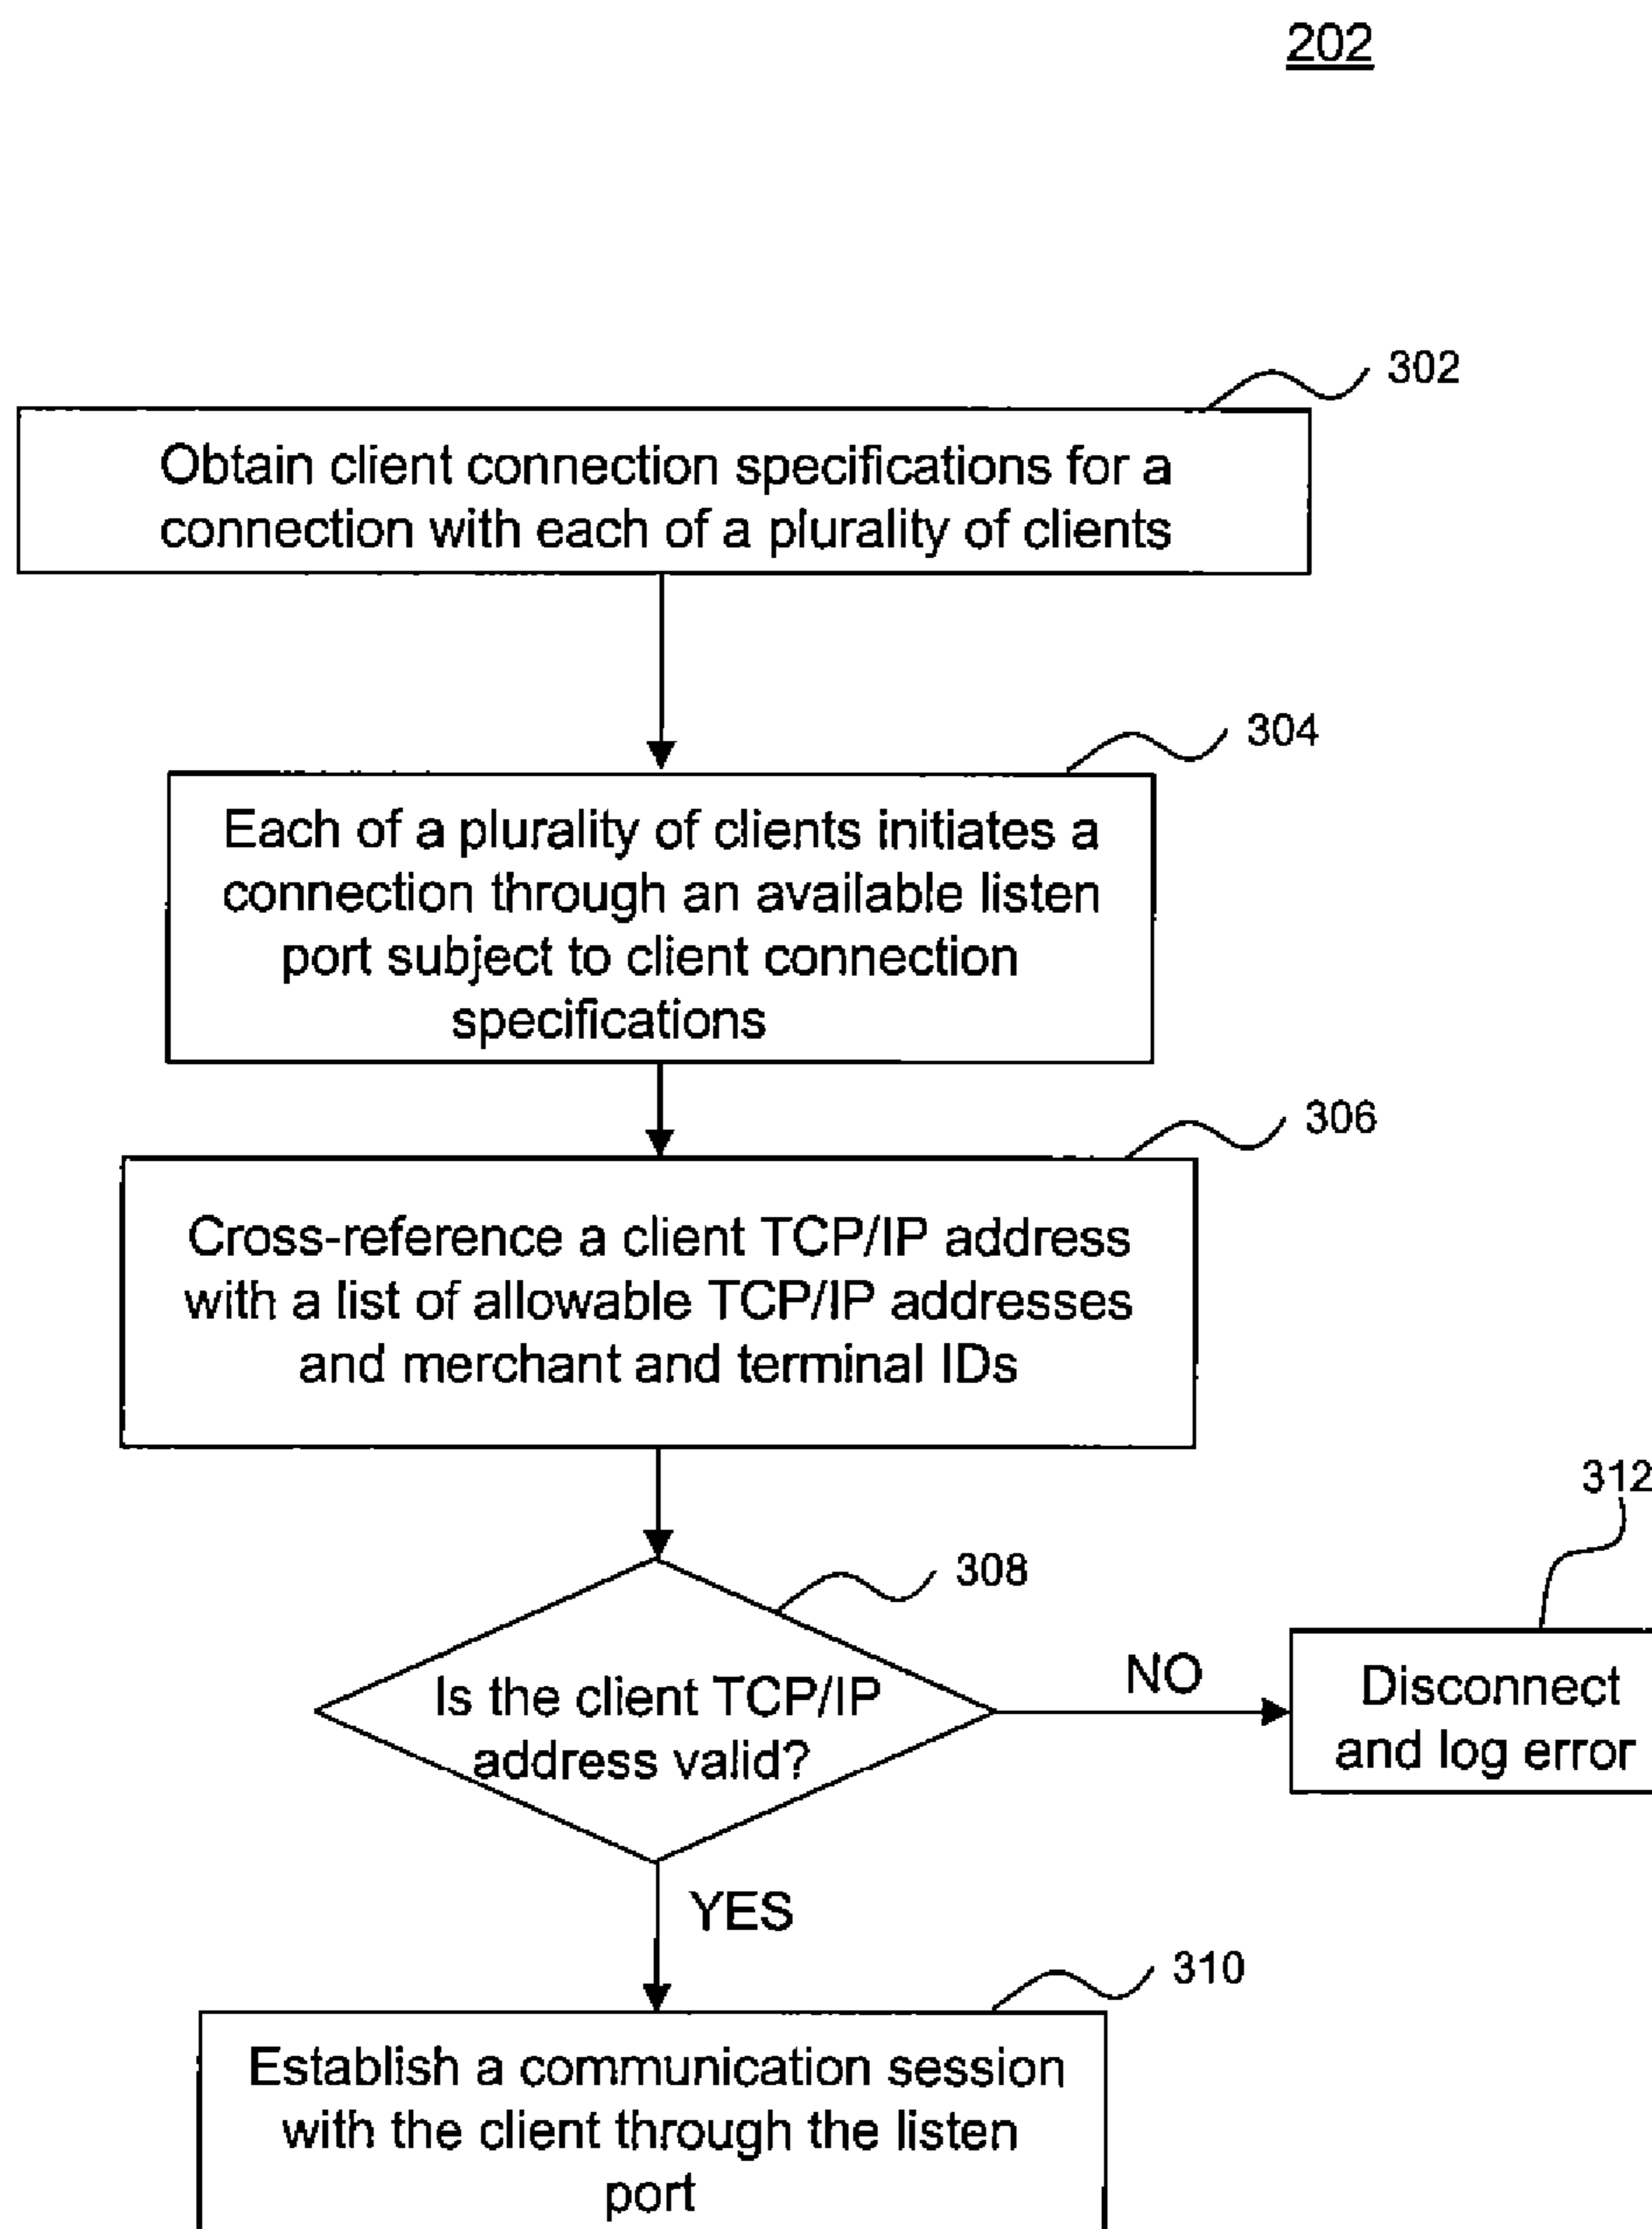 202
302
Obtain client connection specifications for a
connection with each of a plurality of clients
304
Each of a plurality of clients initiates a
connection through an available listen
port subject to client connection
specifications
306
Cross-reference a client TCP/IP address
with a list of allowable TCP/IP addresses
and merchant and terminal IDs
312
308
Is the client TCP/IP
address valid?
NO
Disconnect
and log error
YES
310
Establish a communication session
with the client through the listen
port